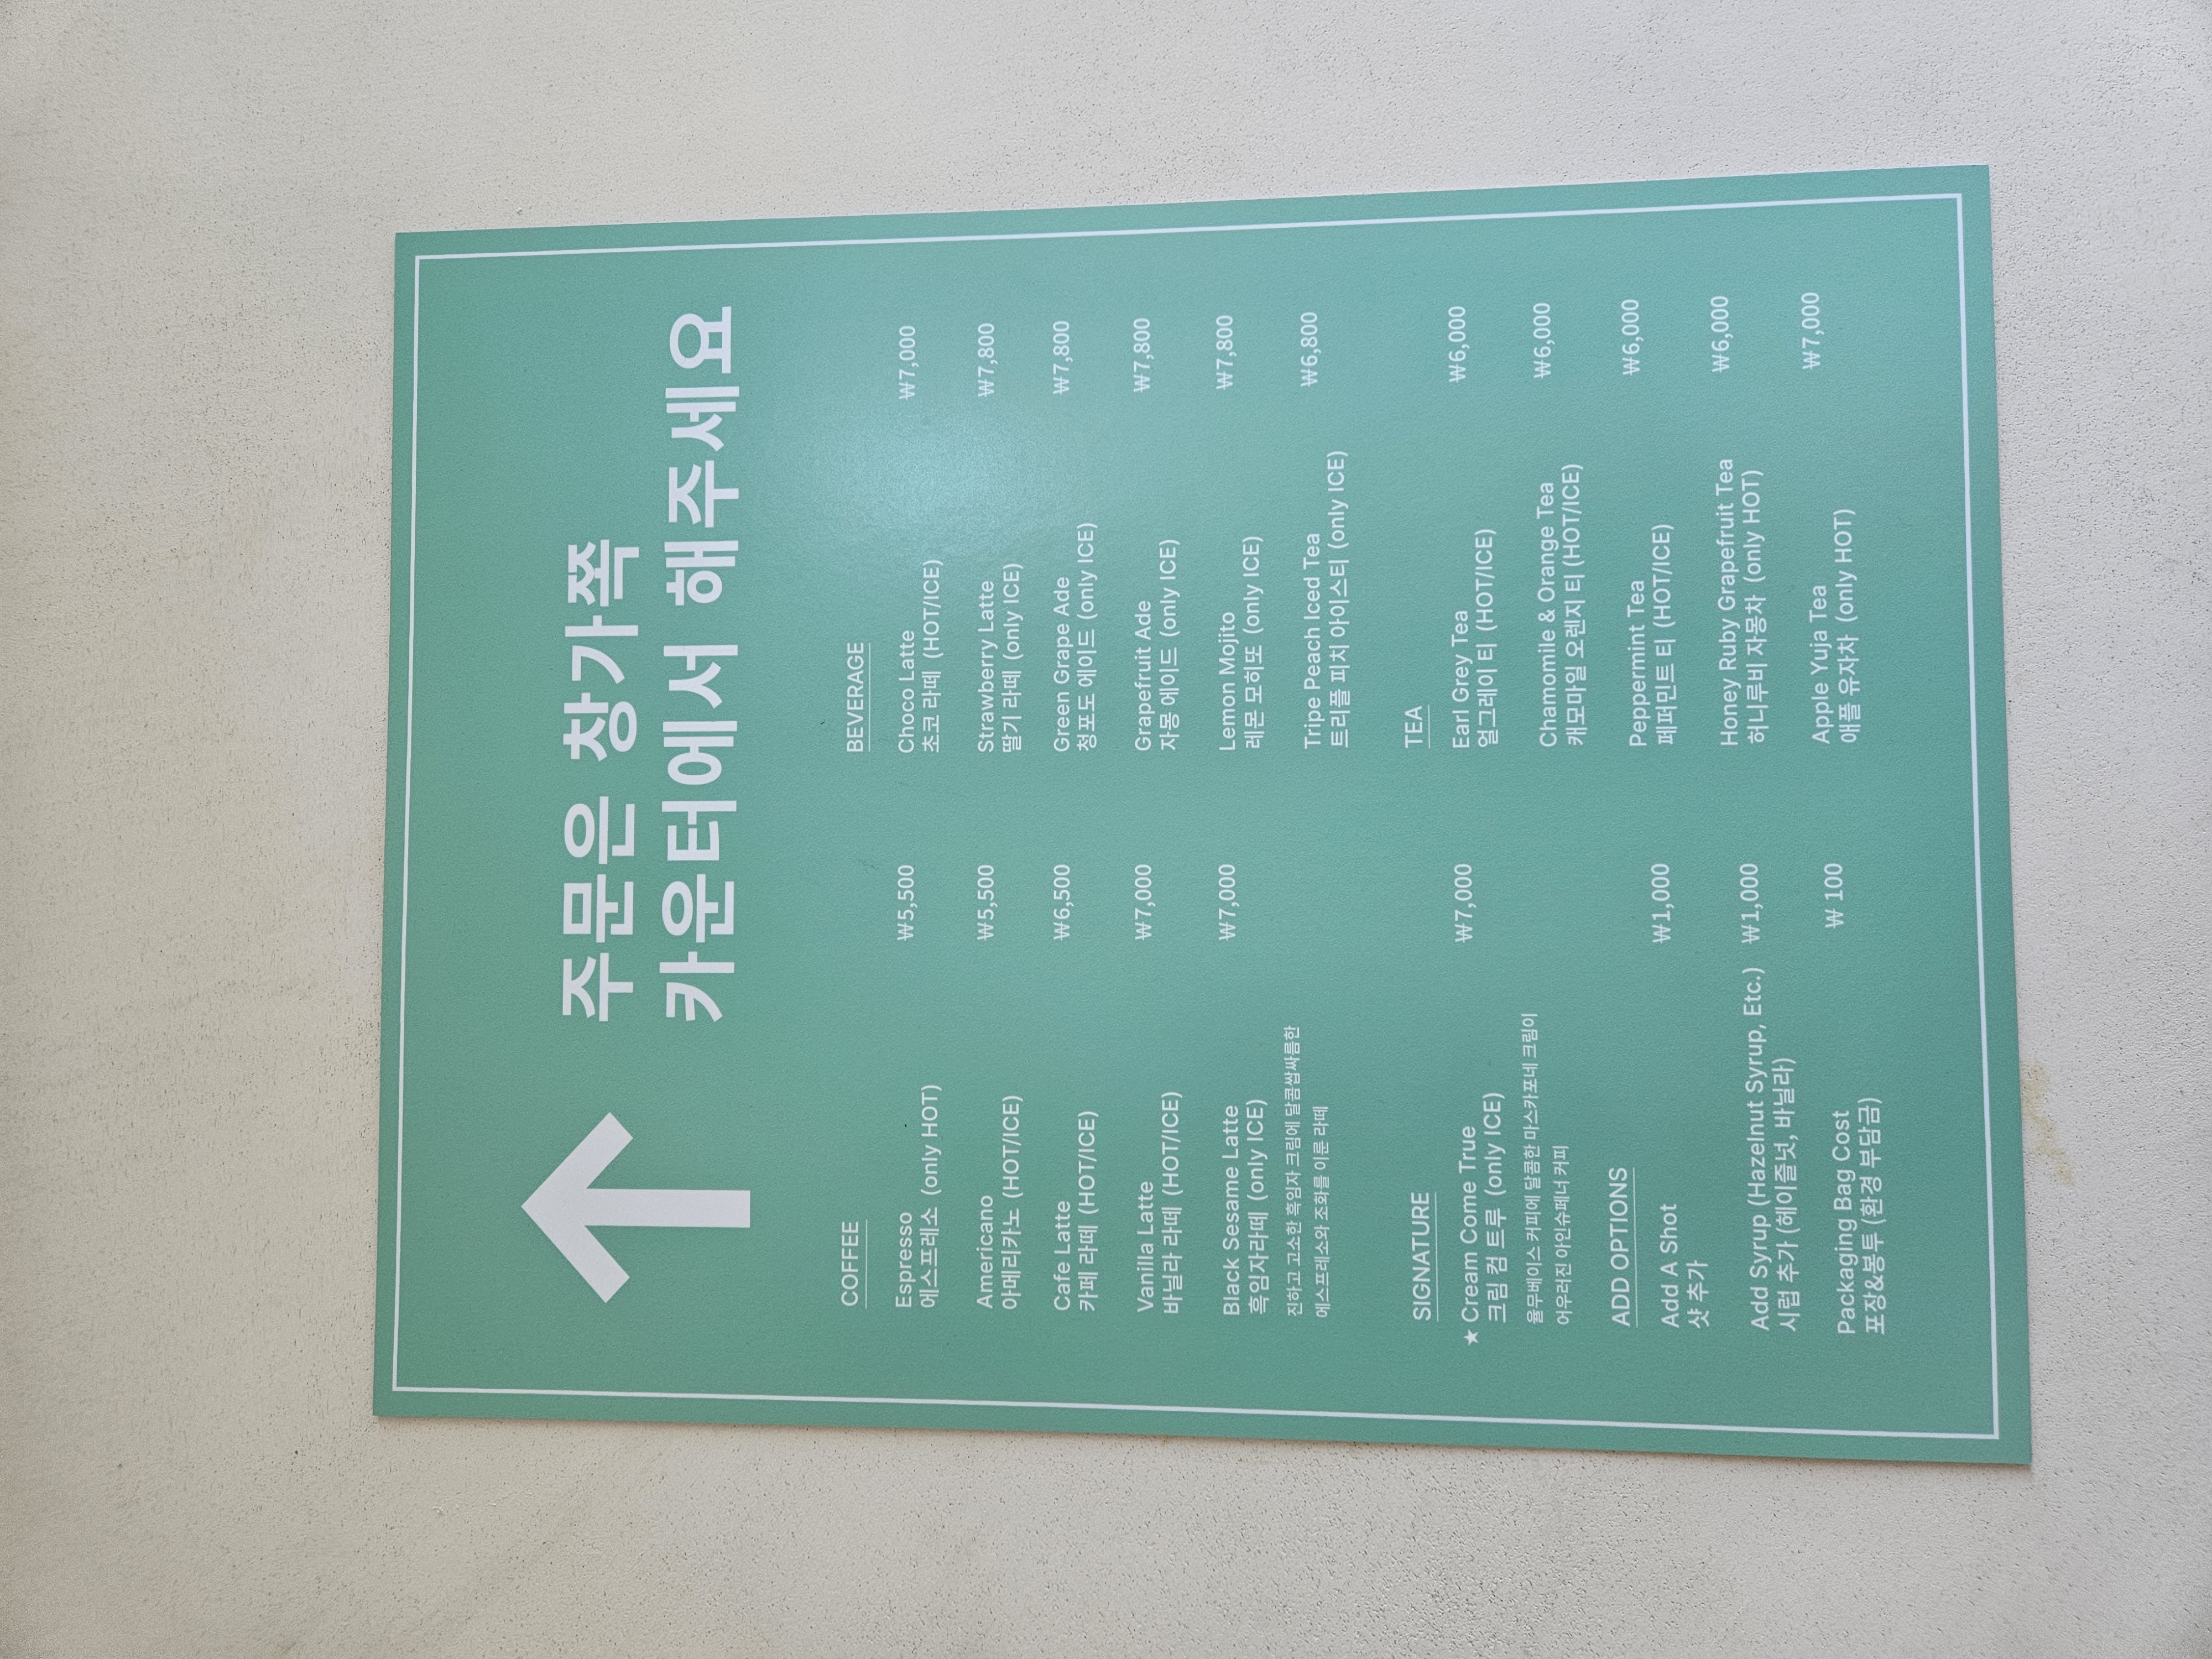 주문은 창가쪽
카운터에서 해주세요
COFFEE
Espresso ₩5,500
에스프레소 (only HOT)
Americano ₩5,500
아메리카노 (HOT/ICE)
Cafe Latte ₩6,500
카페 라떼 (HOT/ICE)
Vanilla Latte ₩7,000
바닐라 라떼 (HOT/ICE)
Black Sesame Latte ₩7,000
흑임자라떼 (only ICE)
진하고 고소한 흑임자 크림에 달콤쌉싸름한
에스프레소와 조화를 이룬 라떼
SIGNATURE
★ Cream Come True ₩7,000
크림 컴 트루 (only ICE)
율무베이스 커피에 달콤한 마스카포네 크림이
어우러진 아인슈페너 커피
ADD OPTIONS
Add A Shot ₩1,000
샷 추가
Add Syrup (Hazelnut Syrup, Etc.) ₩1,000
시럽 추가 (헤이즐넛, 바닐라)
Packaging Bag Cost ₩ 100
포장&봉투 (환경 부담금)
BEVERAGE
Choco Latte ₩7,000
초코 라떼 (HOT/ICE)
Strawberry Latte ₩7,800
딸기 라떼 (only ICE)
Green Grape Ade ₩7,800
청포도 에이드 (only ICE)
Grapefruit Ade ₩7,800
자몽 에이드 (only ICE)
Lemon Mojito ₩7,800
레몬 모히또 (only ICE)
Tripe Peach Iced Tea ₩6,800
트리플 피치 아이스티 (only ICE)
TEA
Earl Grey Tea ₩6,000
얼그레이 티 (HOT/ICE)
Chamomile & Orange Tea ₩6,000
캐모마일 오렌지 티 (HOT/ICE)
Peppermint Tea ₩6,000
페퍼민트 티 (HOT/ICE)
Honey Ruby Grapefruit Tea ₩6,000
허니루비 자몽차 (only HOT)
Apple Yuja Tea ₩7,000
애플 유자차 (only HOT)